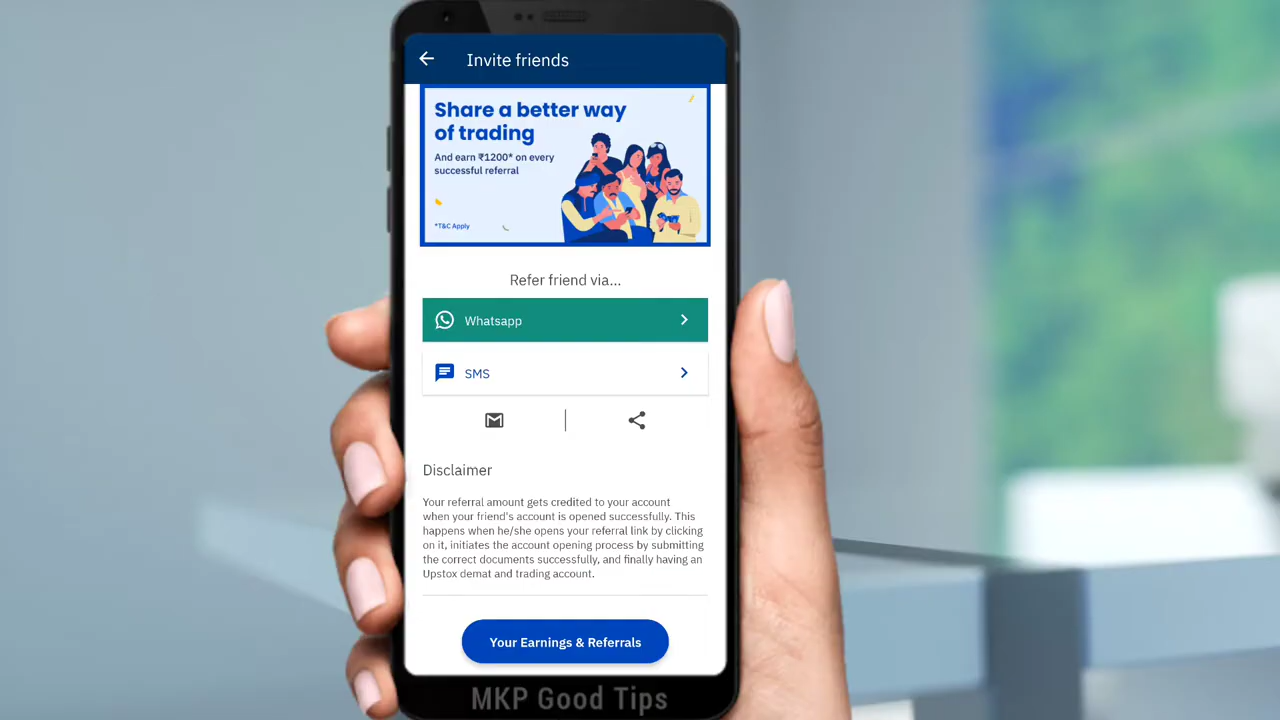 Invite friends
Share a better way
of trading
And earn ₹1200* on every
successful referral
*T&C Apply
Refer friend via...
Whatsapp
SMS
Disclaimer
Your referral amount gets credited to your account
when your friend's account is opened successfully. This
happens when he/she opens your referral link by clicking
on it, initiates the account opening process by submitting
the correct documents successfully, and finally having an
Upstox demat and trading account.
Your Earnings & Referrals
MKP Good Tips